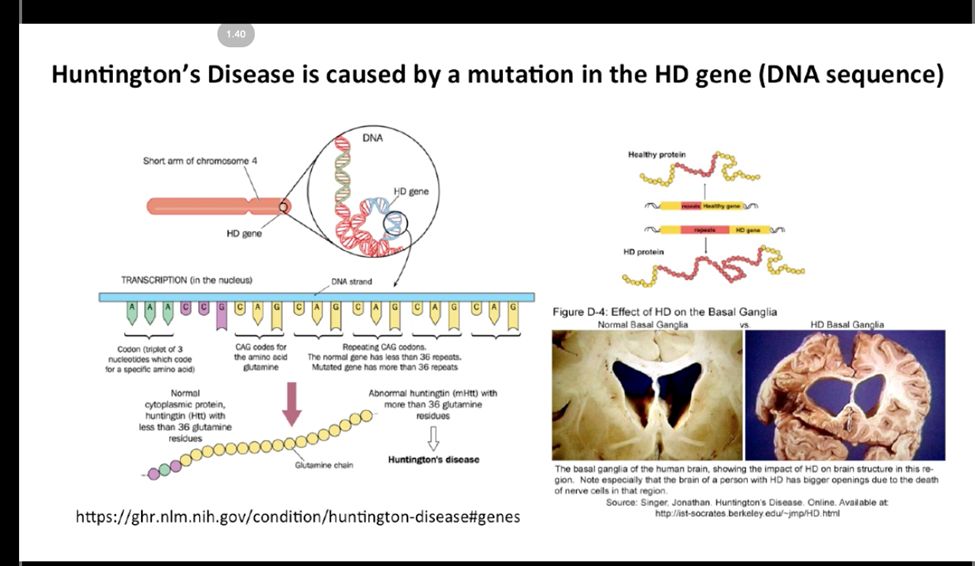 1.40
Huntington's Disease is caused by a mutation in the HD gene (DNA sequence)
DNA
Short arm of chromosome 4
HD gene
HD gene
TRANSCRIPTION (in the nucleus)
DNA strand
A A A C C G C A G C A G C A G C A G C A G
Codon (triplet of 3
nucleotides which code
for a specific amino acid)
CAG codes for
the amino acid
glutamine
Repeating CAG codons.
The normal gene has less than 36 repeats.
Mutated gene has more than 36 repeats
Normal
cytoplasmic protein,
huntingtin (Htt) with
less than 36 glutamine
residues
Abnormal huntingtin (mHtt) with
more than 36 glutamine
residues
Glutamine chain
Huntington's disease
https://ghr.nlm.nih.gov/condition/huntington-disease#genes
Healthy protein
repeats Healthy gene
repeats HD gene
HD protein
Figure D-4: Effect of HD on the Basal Ganglia
Normal Basal Ganglia vs. HD Basal Ganglia
The basal ganglia of the human brain, showing the impact of HD on brain structure in this re-
gion. Note especially that the brain of a person with HD has bigger openings due to the death
of nerve cells in that region.
Source: Singer, Jonathan. Huntington's Disease. Online. Available at:
http://ist-socrates.berkeley.edu/~jmp/HD.html